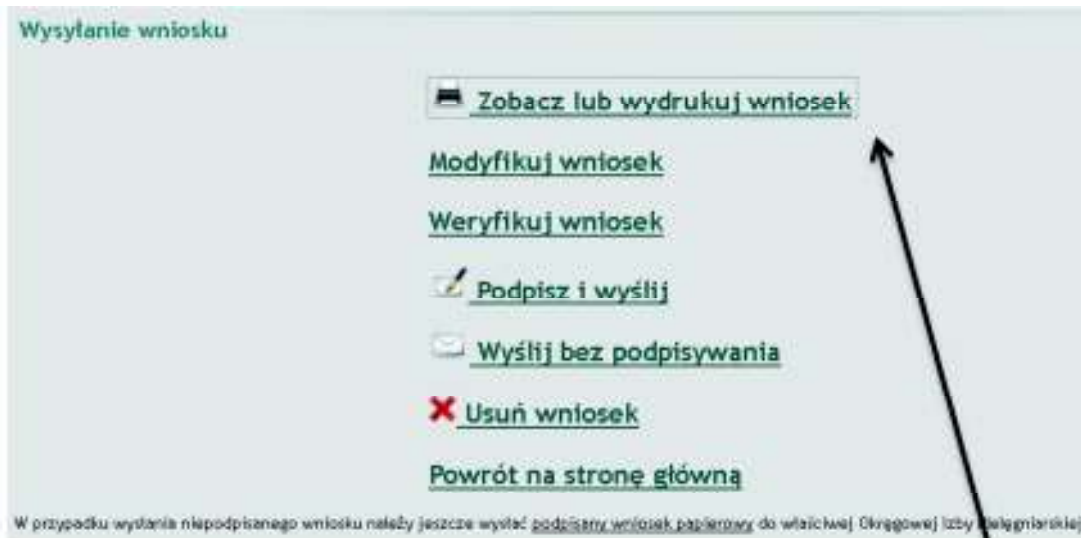 Wysyłanie wniosku
Zobacz lub wydrukuj wniosek
Modyfikuj wniosek
Weryfikuj wniosek
Podpisz i wyślij
Wyślij bez podpisywania
Usuń wniosek
Powrót na stronę główną
W przypadku wysłania niepodpisanego wniosku należy jeszcze wysłać podpisany wniosek papierowy do właściwej Okręgowej Izby Pielęgniarskiej